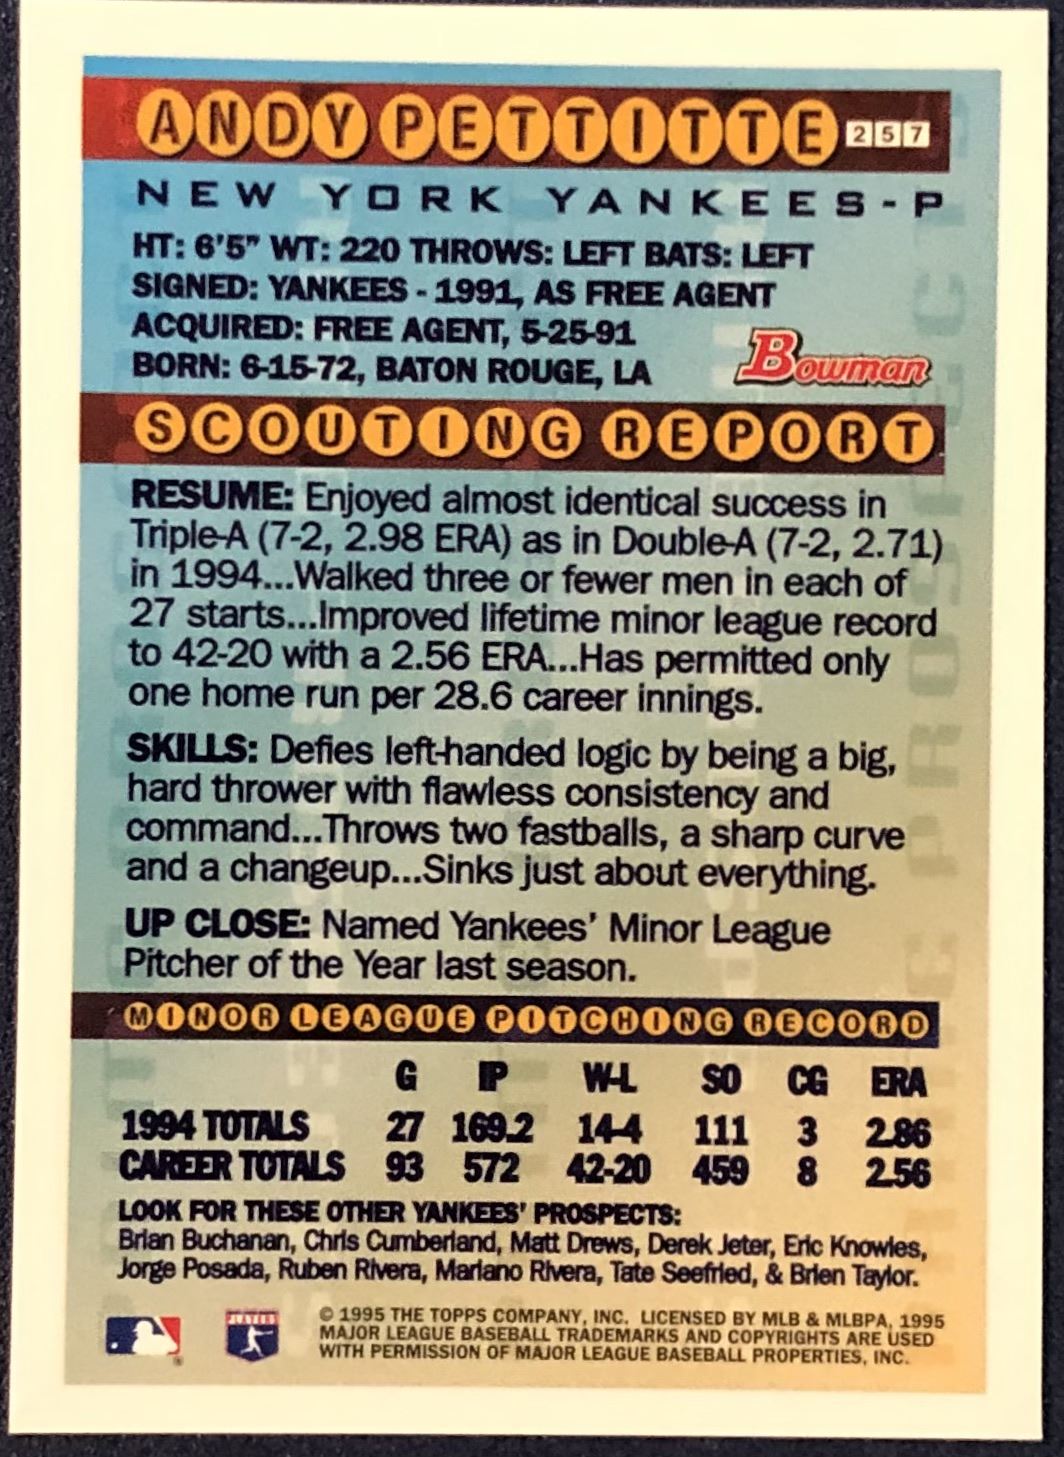 ANDY PETTITTE 257
NEW YORK YANKEES-P
HT: 6'5" WT: 220 THROWS: LEFT BATS: LEFT
SIGNED: YANKEES - 1991, AS FREE AGENT
ACQUIRED: FREE AGENT, 5-25-91
BORN: 6-15-72, BATON ROUGE, LA
Bowman
SCOUTING REPORT
RESUME: Enjoyed almost identical success in
Triple-A (7-2, 2.98 ERA) as in Double-A (7-2, 2.71)
in 1994...Walked three or fewer men in each of
27 starts...Improved lifetime minor league record
to 42-20 with a 2.56 ERA...Has permitted only
one home run per 28.6 career innings.
SKILLS: Defies left-handed logic by being a big,
hard thrower with flawless consistency and
command...Throws two fastballs, a sharp curve
and a changeup...Sinks just about everything.
UP CLOSE: Named Yankees' Minor League
Pitcher of the Year last season.
MINOR LEAGUE PITCHING RECORD
G IP W-L SO CG ERA
1994 TOTALS 27 169.2 14-4 111 3 2.86
CAREER TOTALS 93 572 42-20 459 8 2.56
LOOK FOR THESE OTHER YANKEES' PROSPECTS:
Brian Buchanan, Chris Cumberland, Matt Drews, Derek Jeter, Eric Knowles,
Jorge Posada, Ruben Rivera, Mariano Rivera, Tate Seefried, & Brien Taylor.
PLAYERS
© 1995 THE TOPPS COMPANY, INC. LICENSED BY MLB & MLBPA, 1995
MAJOR LEAGUE BASEBALL TRADEMARKS AND COPYRIGHTS ARE USED
WITH PERMISSION OF MAJOR LEAGUE BASEBALL PROPERTIES, INC.